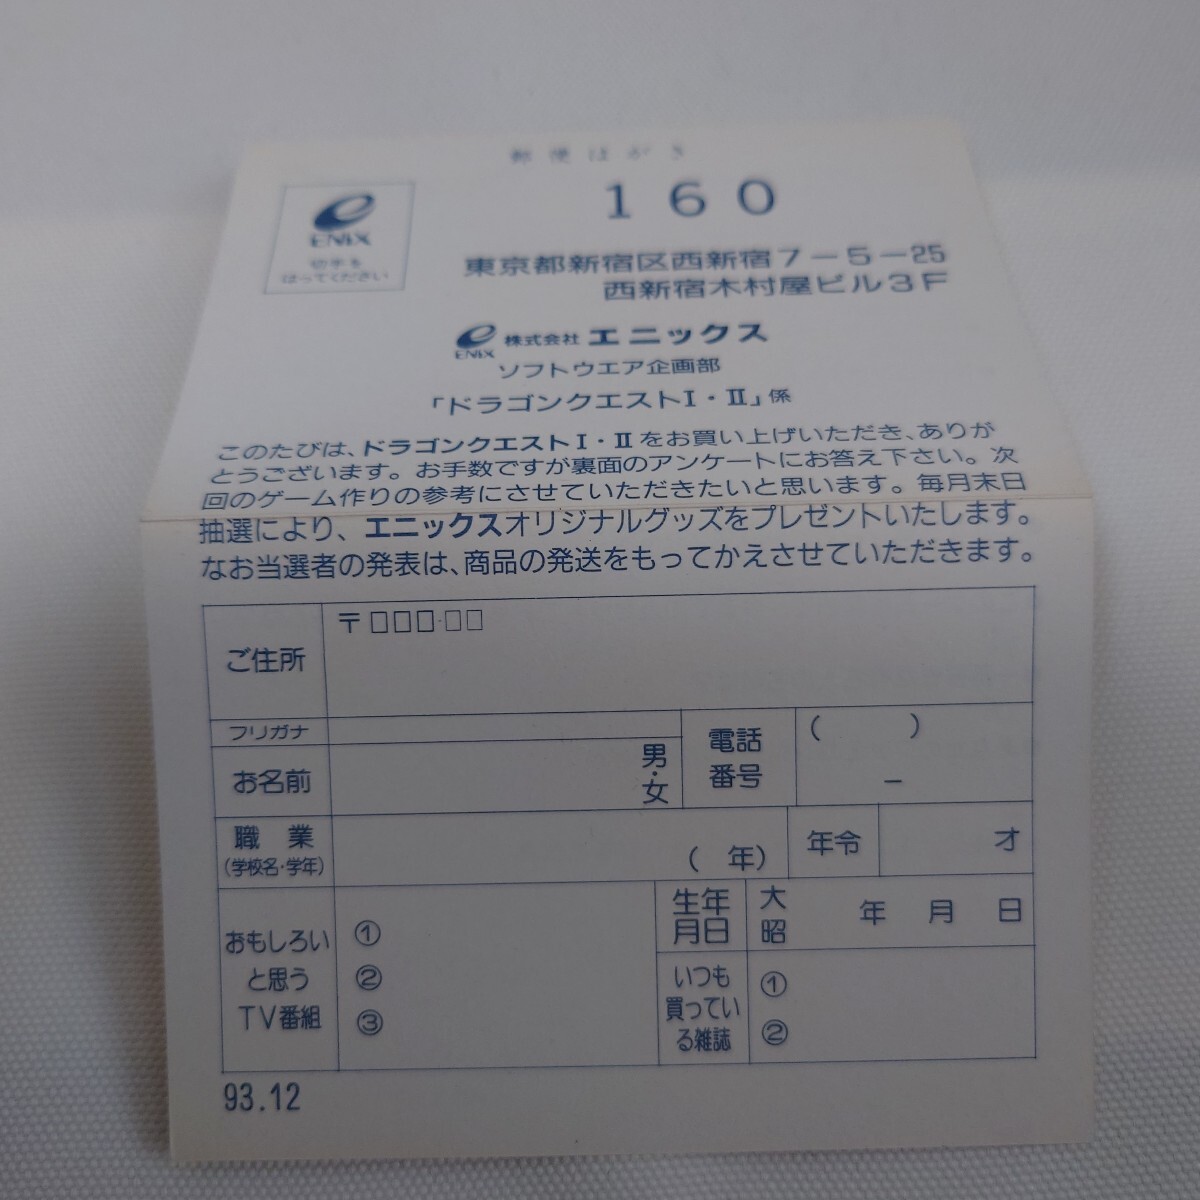 郵便はがき
ENIX
切手を
はってください
160
東京都新宿区西新宿7－5－25
西新宿木村屋ビル3F
ENIX 株式会社 エニックス
ソフトウエア企画部
「ドラゴンクエストI・II」係
このたびは、ドラゴンクエストI・IIをお買い上げいただき、ありが
とうございます。お手数ですが裏面のアンケートにお答え下さい。次
回のゲーム作りの参考にさせていただきたいと思います。毎月末日
抽選により、エニックスオリジナルグッズをプレゼントいたします。
なお当選者の発表は、商品の発送をもってかえさせていただきます。
ご住所
〒□□□-□□
フリガナ
お名前
男・女
電話
番号
(　　　)
－
職　業
(学校名・学年)
(　年)
年令
才
おもしろい
と思う
TV番組
①
②
③
生年
月日
大
昭
年　月　日
いつも
買ってい
る雑誌
①
②
93.12